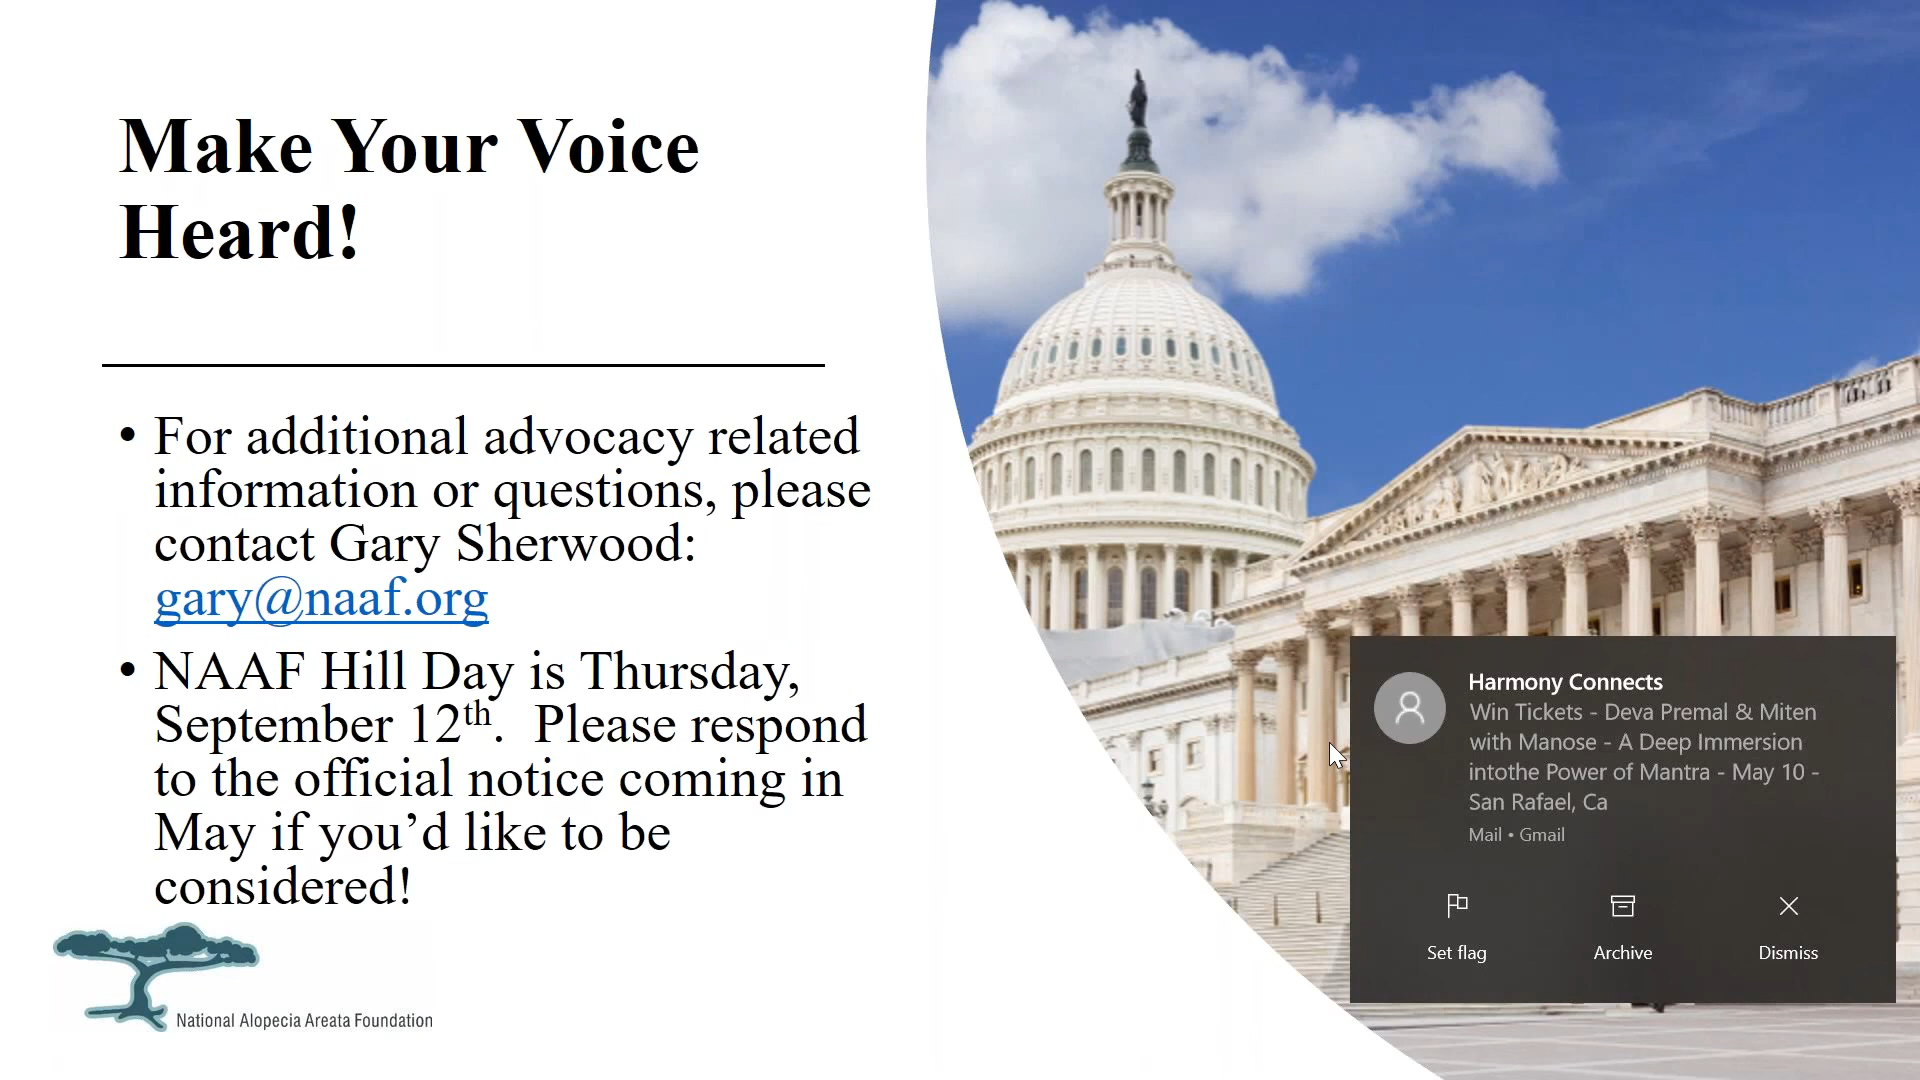 Make Your Voice
Heard!
• For additional advocacy related
information or questions, please
contact Gary Sherwood:
gary@naaf.org
• NAAF Hill Day is Thursday,
September 12th.  Please respond
to the official notice coming in
May if you’d like to be
considered!
National Alopecia Areata Foundation
Harmony Connects
Win Tickets - Deva Premal & Miten
with Manose - A Deep Immersion
intothe Power of Mantra - May 10 -
San Rafael, Ca
Mail • Gmail
Set flag
Archive
Dismiss